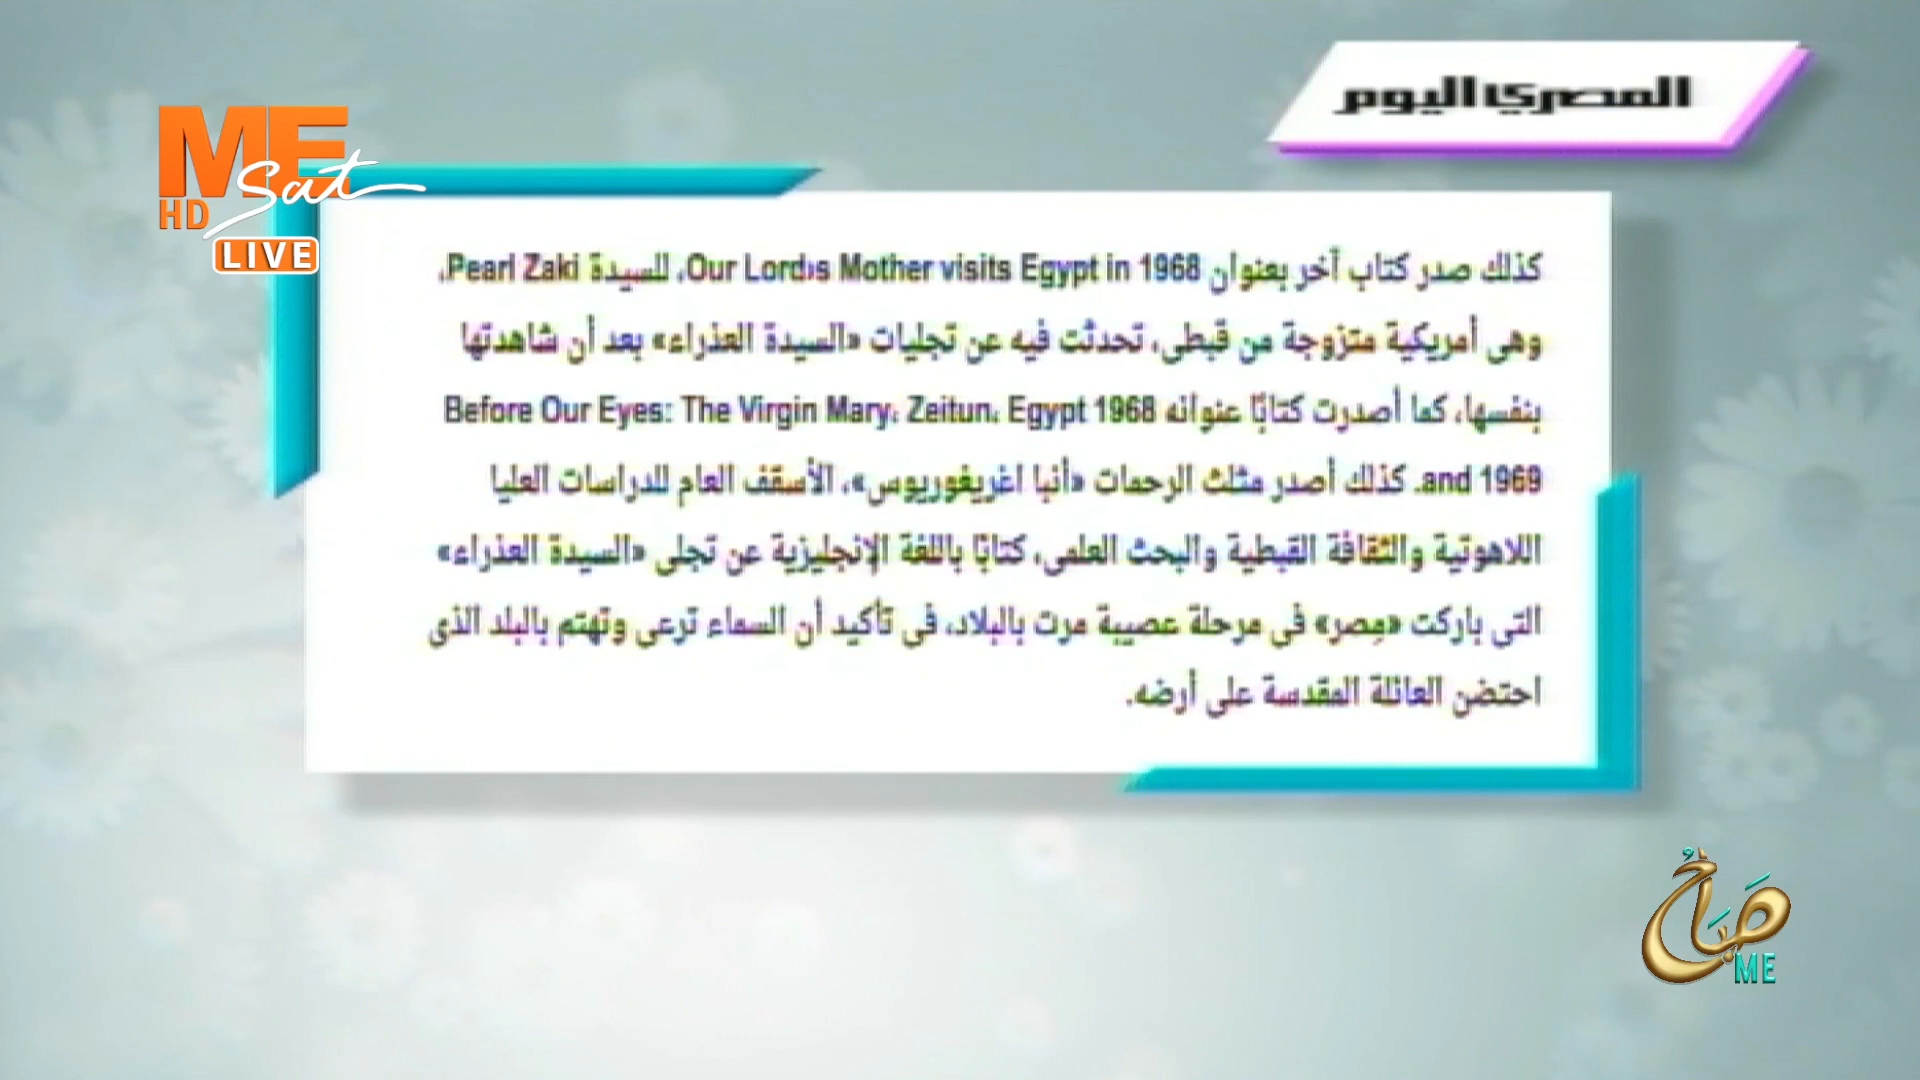 المصري اليوم
ME
Sat
HD
LIVE
كذلك صدر كتاب آخر بعنوان Our Lord›s Mother visits Egypt in 1968، للسيدة Pearl Zaki،
وهى أمريكية متزوجة من قبطى، تحدثت فيه عن تجليات «السيدة العذراء» بعد أن شاهدتها
بنفسها، كما أصدرت كتابًا عنوانه Before Our Eyes: The Virgin Mary، Zeitun، Egypt 1968
and 1969. كذلك أصدر مثلث الرحمات «أنبا اغريغوريوس»، الأسقف العام للدراسات العليا
اللاهوتية والثقافة القبطية والبحث العلمى، كتابًا باللغة الإنجليزية عن تجلى «السيدة العذراء»
التى باركت «مِصر» فى مرحلة عصيبة مرت بالبلاد، فى تأكيد أن السماء ترعى وتهتم بالبلد الذى
احتضن العائلة المقدسة على أرضه.
صَبَاحُ
ME